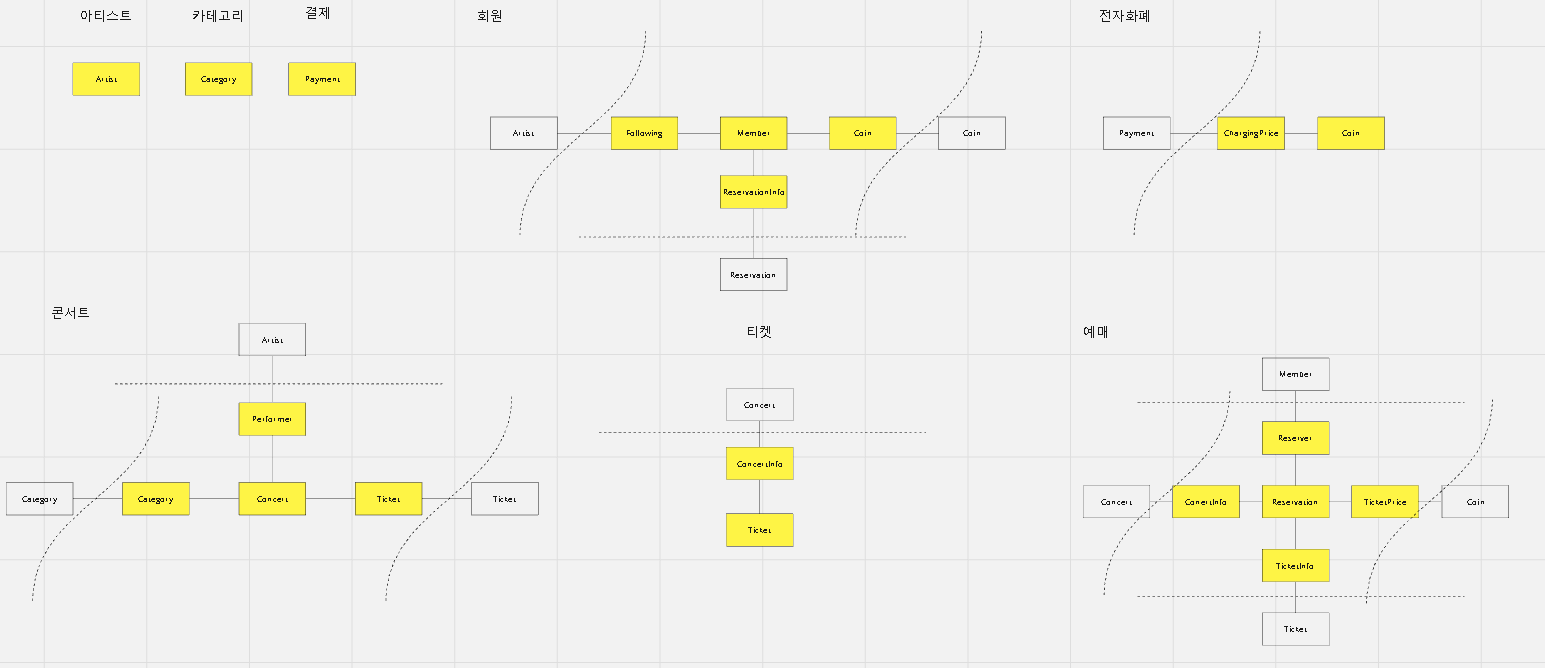 아티스트
카테고리
결제
회원
전자화폐
Artist
Category
Payment
Artist
Following
Member
Coin
Coin
Payment
ChargingPrice
Coin
ReservationInfo
Reservation
콘서트
티켓
예매
Artist
Performer
Category
Category
Concert
Ticket
Ticket
Concert
ConcertInfo
Ticket
Member
Reserver
Concert
ConertInfo
Reservation
TicketPrice
Coin
TicketInfo
Ticket